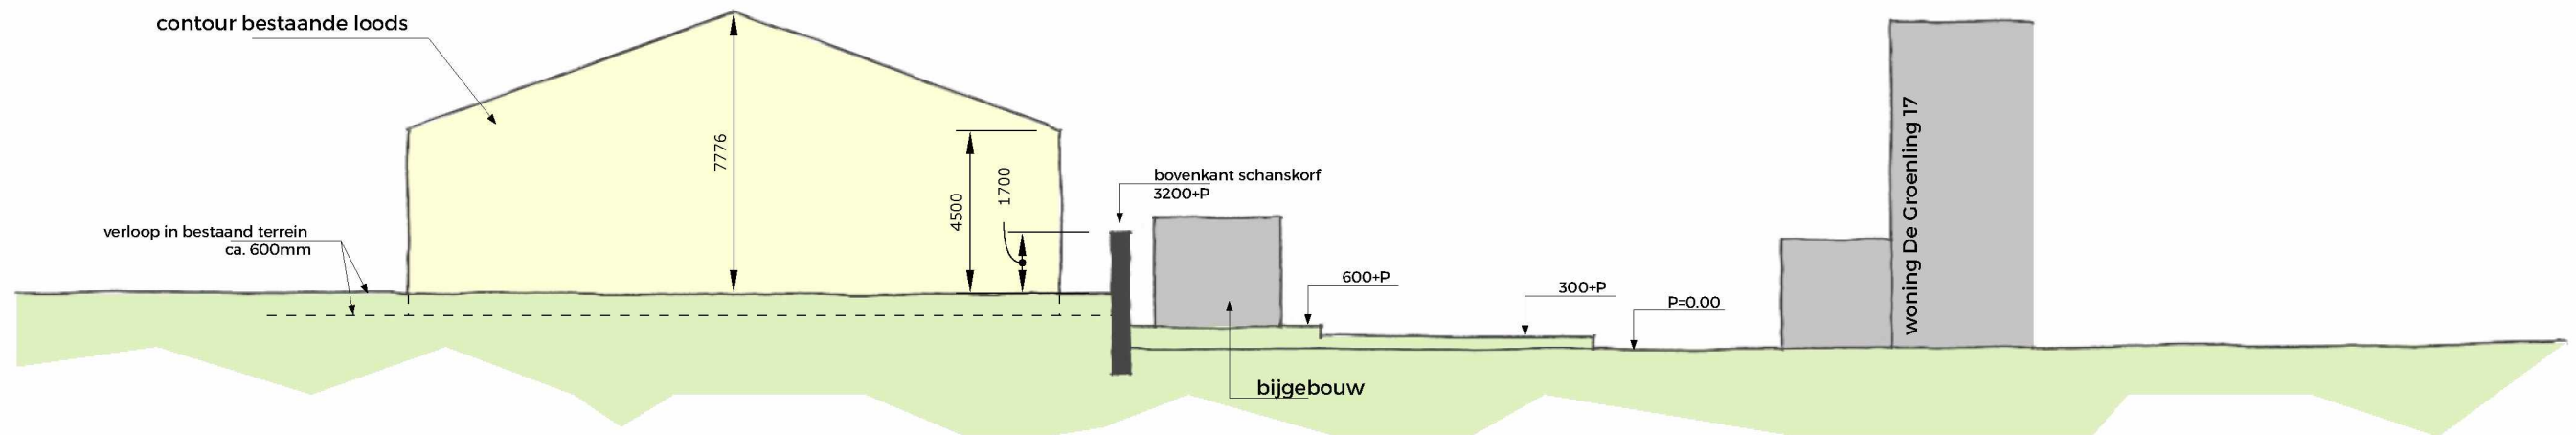 contour bestaande loods
7776
4500
1700
verloop in bestaand terrein
ca. 600mm
bovenkant schanskorf
3200+P
600+P
300+P
P=0.00
bijgebouw
woning De Groenling 17